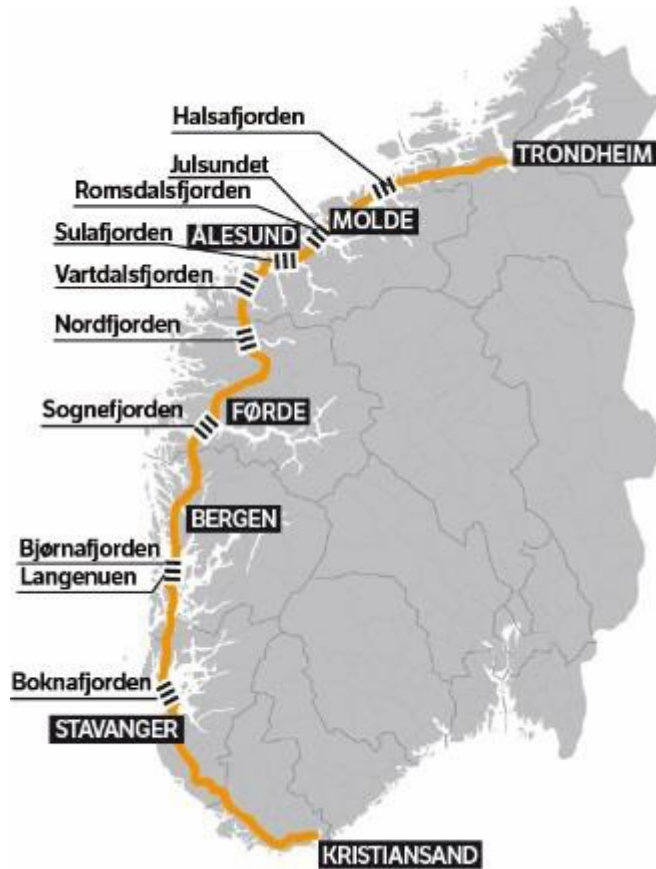 Halsafjorden
TRONDHEIM
Julsundet
Romsdalsfjorden
MOLDE
ÅLESUND
Sulafjorden
Vartdalsfjorden
Nordfjorden
Sognefjorden
FØRDE
BERGEN
Bjørnafjorden
Langenuen
Boknafjorden
STAVANGER
KRISTIANSAND